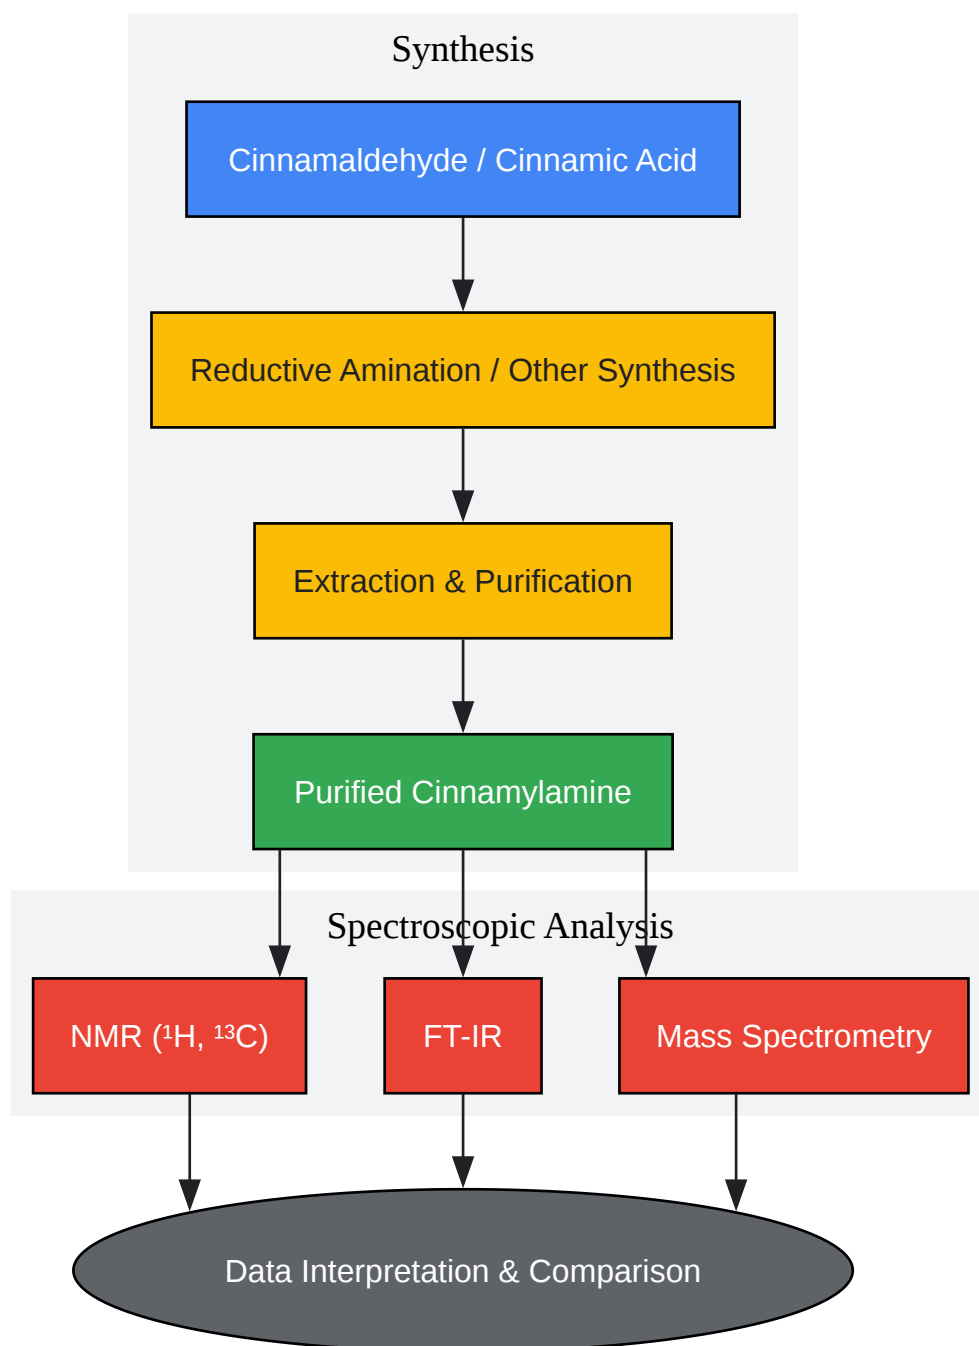 Synthesis
Cinnamaldehyde / Cinnamic Acid
Reductive Amination / Other Synthesis
Extraction & Purification
Purified Cinnamylamine
Spectroscopic Analysis
NMR (¹H, ¹³C)
FT-IR
Mass Spectrometry
Data Interpretation & Comparison